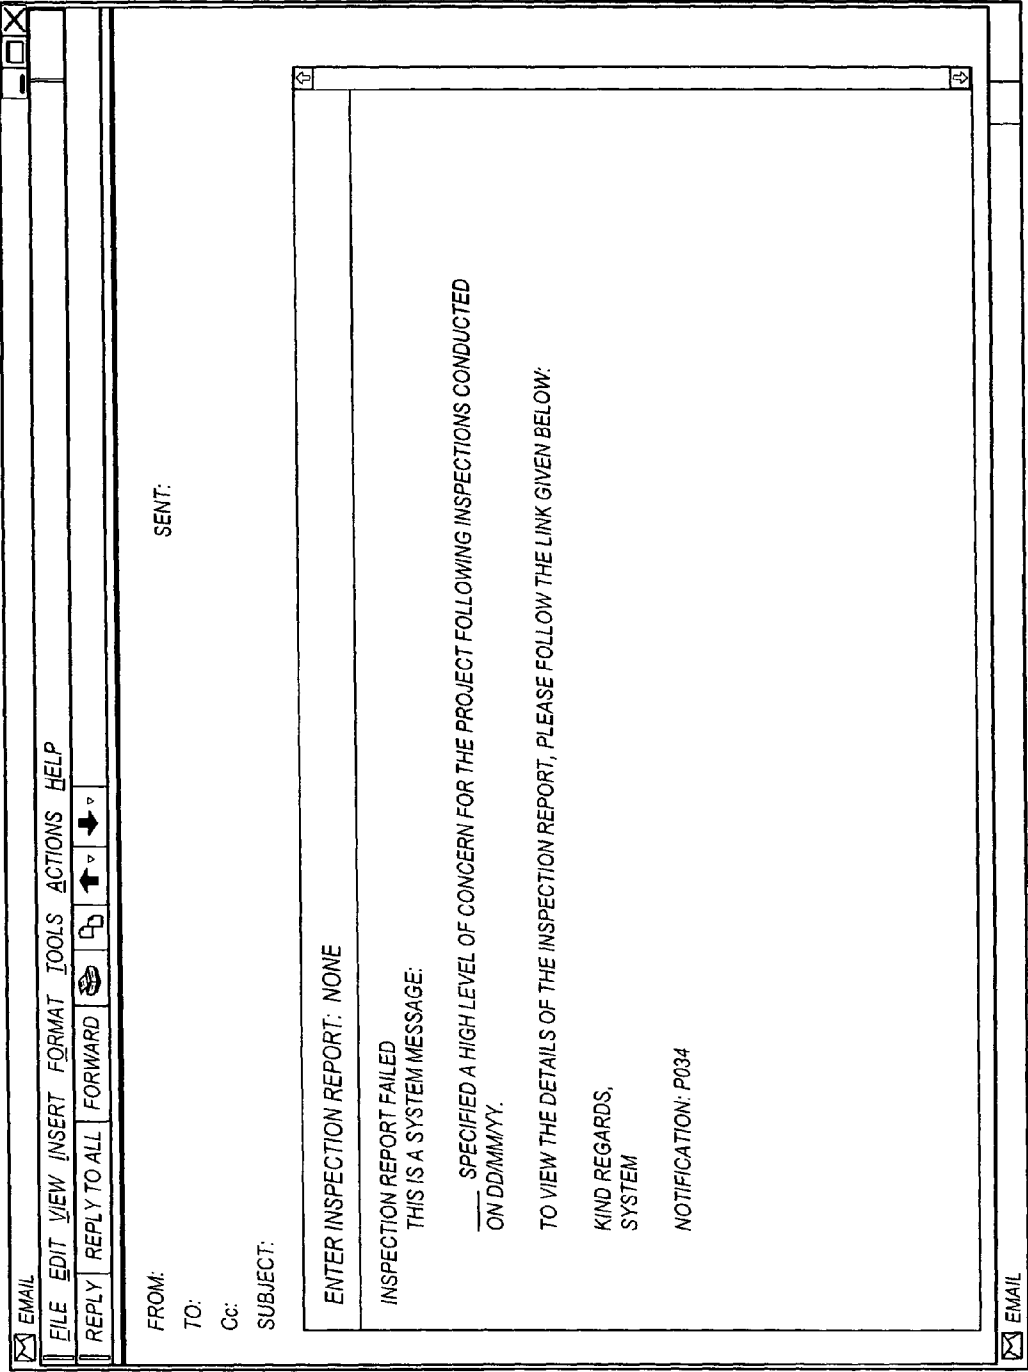 EMAIL
FILE EDIT VIEW INSERT FORMAT TOOLS ACTIONS HELP
REPLY REPLY TO ALL FORWARD
FROM: SENT:
TO:
Cc:
SUBJECT:
ENTER INSPECTION REPORT: NONE
INSPECTION REPORT FAILED
THIS IS A SYSTEM MESSAGE:
____ SPECIFIED A HIGH LEVEL OF CONCERN FOR THE PROJECT FOLLOWING INSPECTIONS CONDUCTED
ON DD/MM/YY.
TO VIEW THE DETAILS OF THE INSPECTION REPORT, PLEASE FOLLOW THE LINK GIVEN BELOW:
KIND REGARDS,
SYSTEM
NOTIFICATION: P034
EMAIL